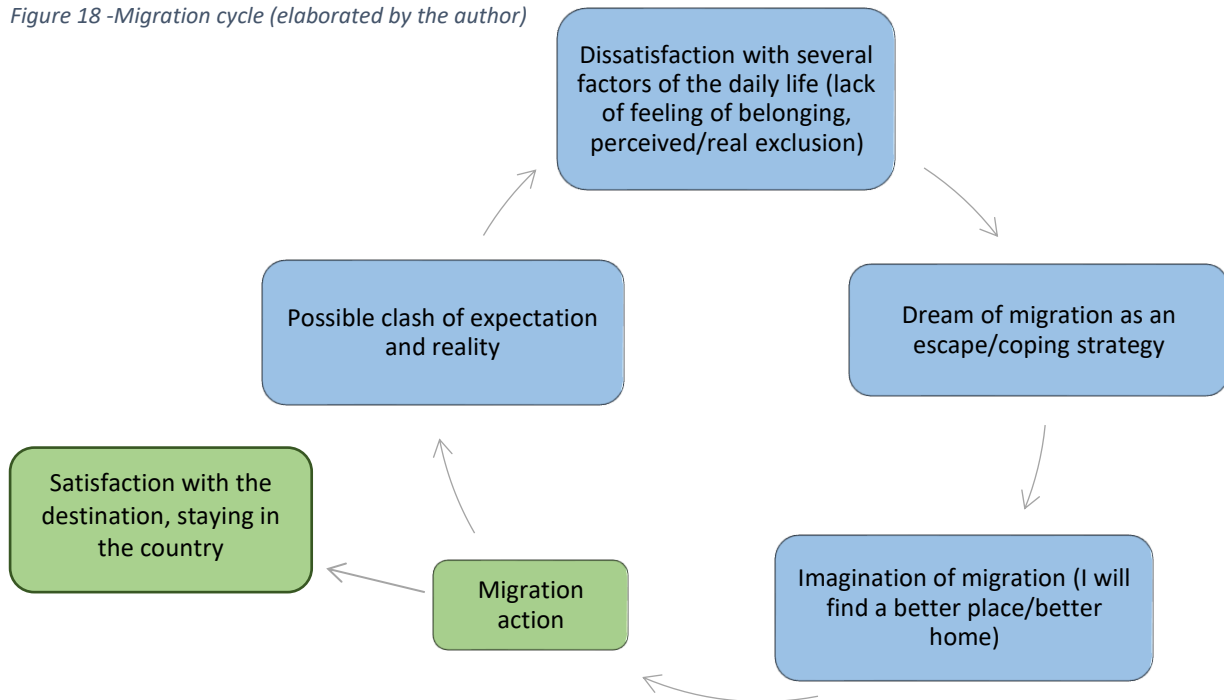 Figure 18 -Migration cycle (elaborated by the author)
Dissatisfaction with several
factors of the daily life (lack
of feeling of belonging,
perceived/real exclusion)
Dream of migration as an
escape/coping strategy
Imagination of migration (I will
find a better place/better
home)
Migration
action
Satisfaction with the
destination, staying in
the country
Possible clash of expectation
and reality